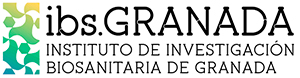 ibs.GRANADA
INSTITUTO DE INVESTIGACIÓN
BIOSANITARIA DE GRANADA